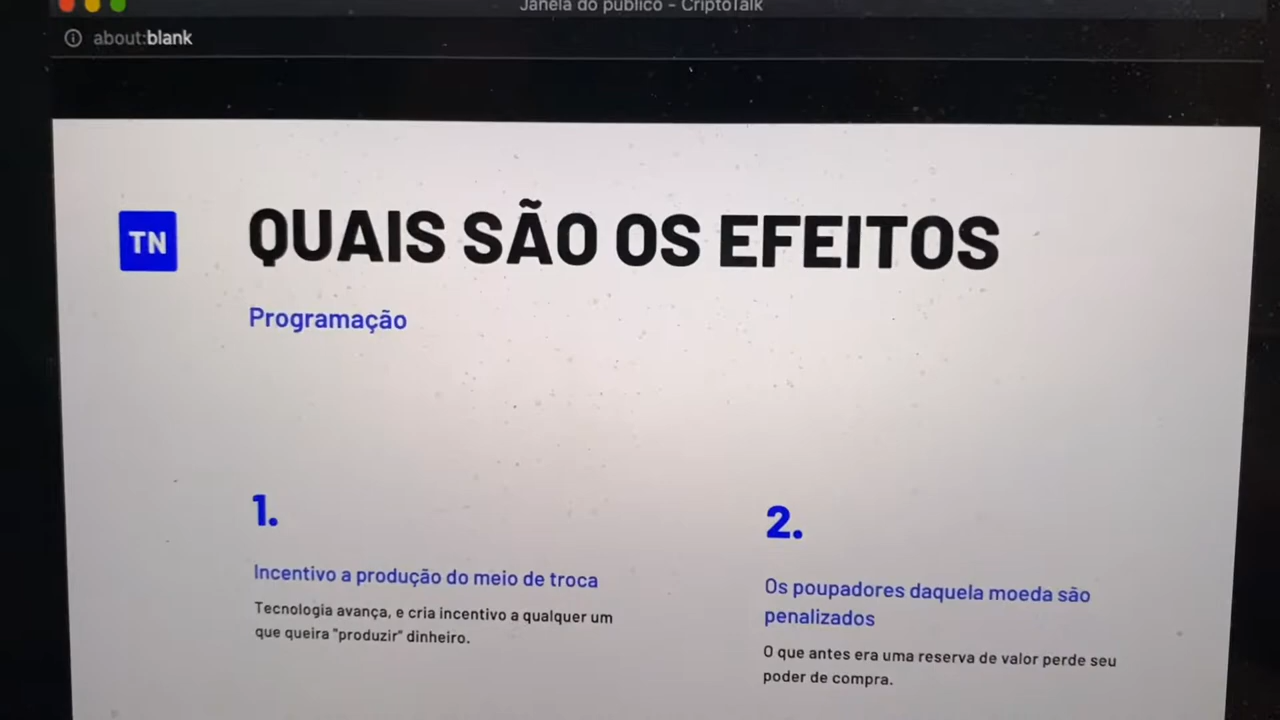 Janela do público - CriptoTalk
about:blank
TN
QUAIS SÃO OS EFEITOS
Programação
1.
Incentivo a produção do meio de troca
Tecnologia avança, e cria incentivo a qualquer um
que queira "produzir" dinheiro.
2.
Os poupadores daquela moeda são
penalizados
O que antes era uma reserva de valor perde seu
poder de compra.